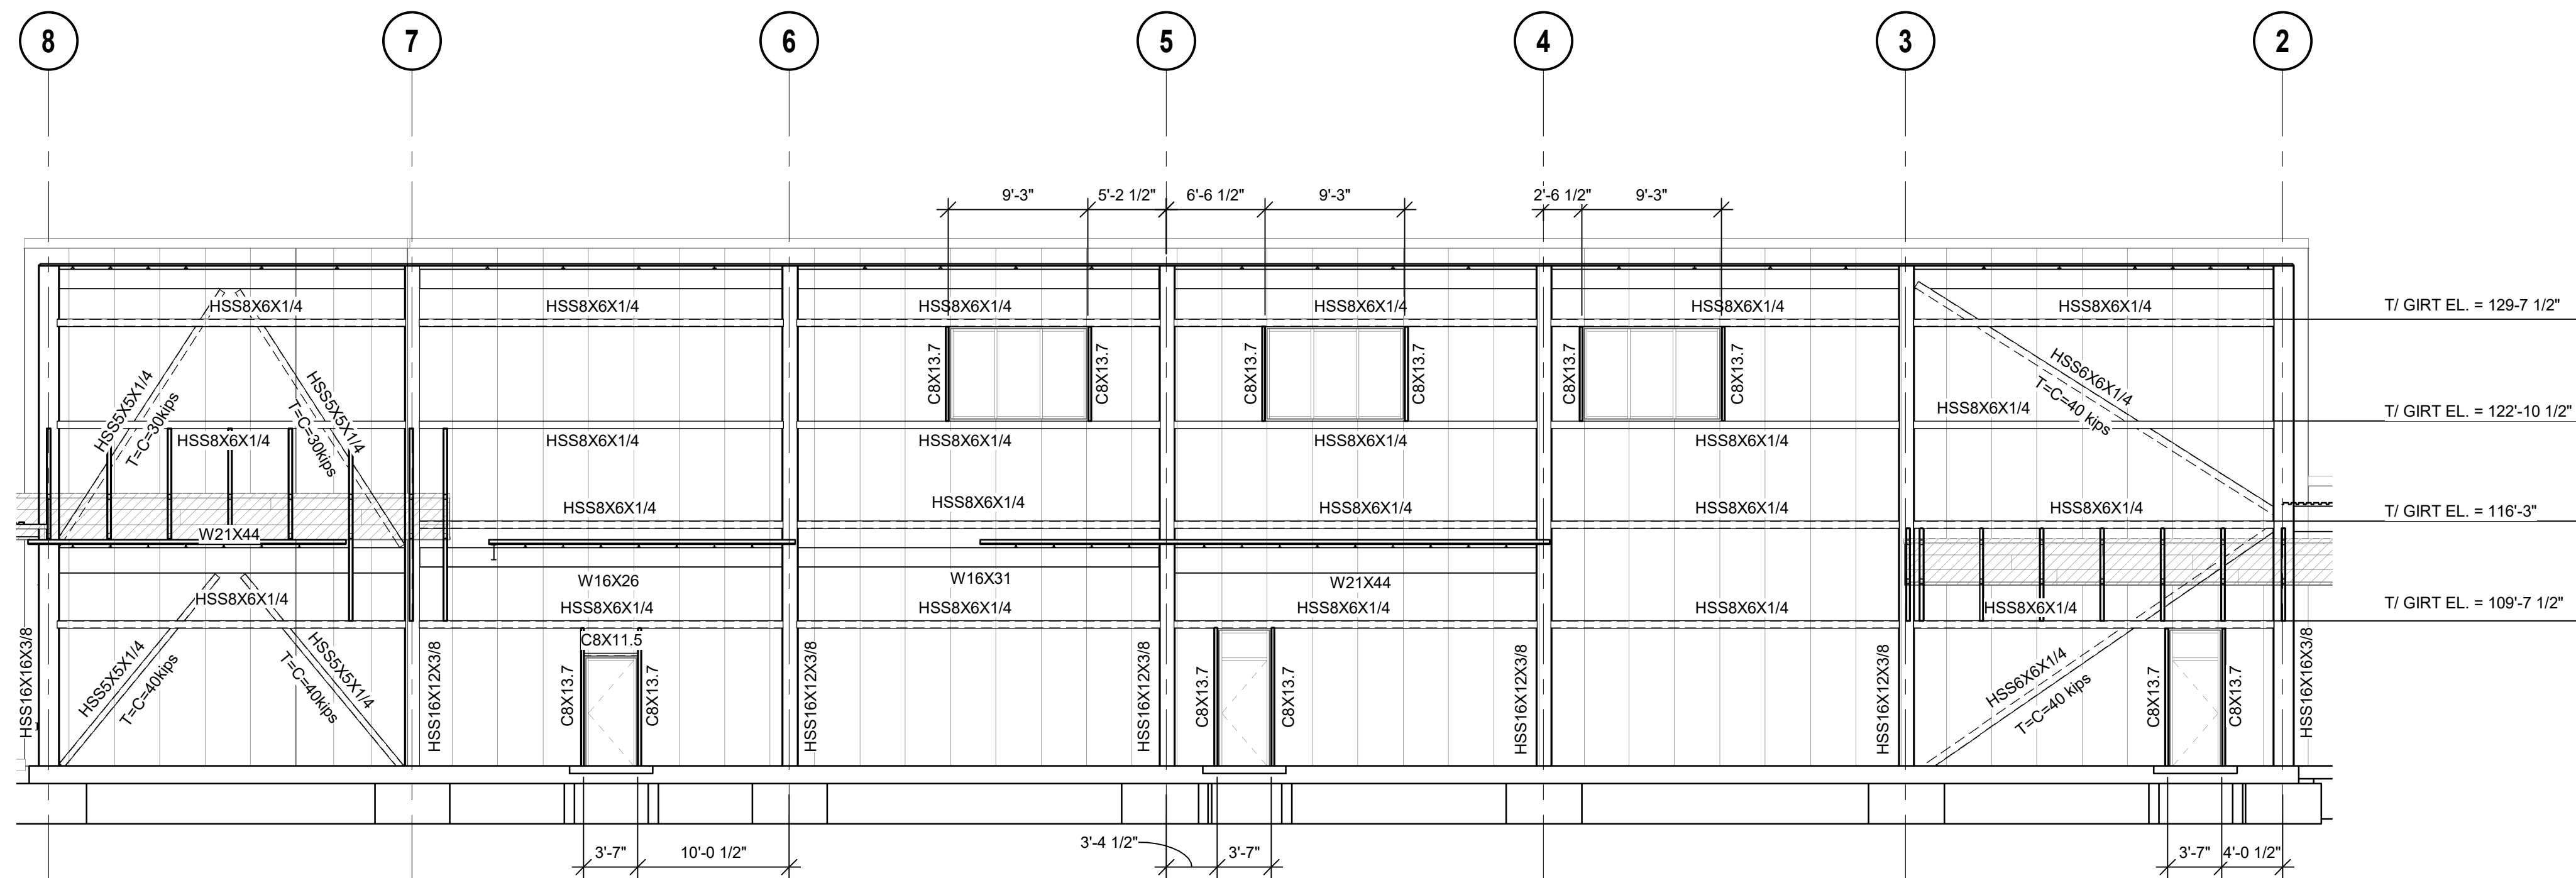 8 7 6 5 4 3 2
9'-3" 5'-2 1/2" 6'-6 1/2" 9'-3" 2'-6 1/2" 9'-3"
HSS8X6X1/4 HSS8X6X1/4 HSS8X6X1/4 HSS8X6X1/4 HSS8X6X1/4 HSS8X6X1/4
T/ GIRT EL. = 129-7 1/2"
C8X13.7 C8X13.7 C8X13.7 C8X13.7 C8X13.7 C8X13.7
HSS5X5X1/4
T=C=30kips
HSS5X5X1/4
T=C=30kips
HSS6X6X1/4
T=C=40 kips
HSS8X6X1/4
T/ GIRT EL. = 122'-10 1/2"
HSS8X6X1/4 HSS8X6X1/4 HSS8X6X1/4 HSS8X6X1/4 HSS8X6X1/4
HSS8X6X1/4 HSS8X6X1/4 HSS8X6X1/4 HSS8X6X1/4 HSS8X6X1/4
T/ GIRT EL. = 116'-3"
W21X44
W16X26 W16X31 W21X44
HSS8X6X1/4 HSS8X6X1/4 HSS8X6X1/4 HSS8X6X1/4 HSS8X6X1/4 HSS8X6X1/4
T/ GIRT EL. = 109'-7 1/2"
C8X11.5
HSS16X16X3/8
HSS5X5X1/4
T=C=40kips
HSS5X5X1/4
T=C=40kips
HSS16X12X3/8
C8X13.7 C8X13.7
HSS16X12X3/8
HSS16X12X3/8
C8X13.7 C8X13.7
HSS16X12X3/8
HSS16X12X3/8
HSS6X6X1/4
T=C=40 kips
C8X13.7 C8X13.7
HSS16X16X3/8
3'-7" 10'-0 1/2" 3'-4 1/2" 3'-7" 3'-7" 4'-0 1/2"